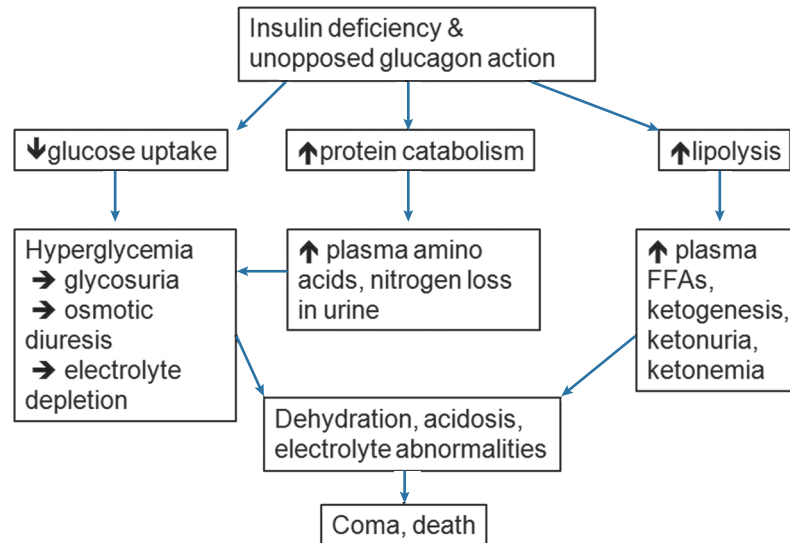 Insulin deficiency &
unopposed glucagon action
🡇glucose uptake
🡅protein catabolism
🡅lipolysis
Hyperglycemia
➔ glycosuria
➔ osmotic
diuresis
➔ electrolyte
depletion
🡅 plasma amino
acids, nitrogen loss
in urine
🡅 plasma
FFAs,
ketogenesis,
ketonuria,
ketonemia
Dehydration, acidosis,
electrolyte abnormalities
Coma, death